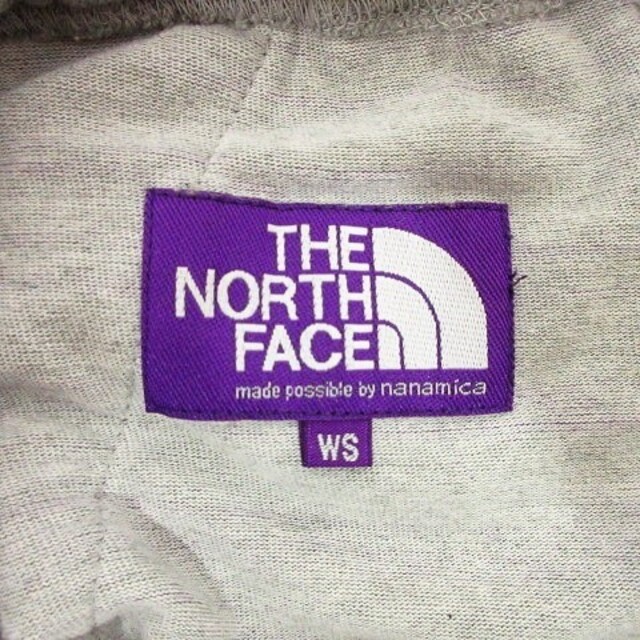 THE
NORTH
FACE
made possible by nanamica
WS